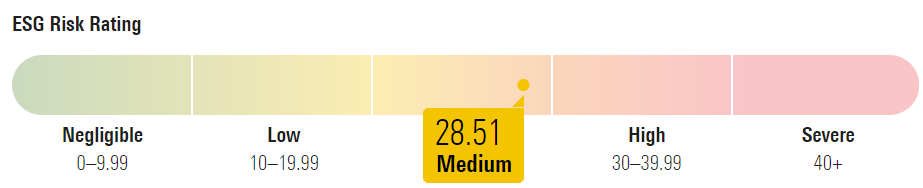 ESG Risk Rating
28.51
Negligible Low Medium High Severe
0–9.99 10–19.99 30–39.99 40+